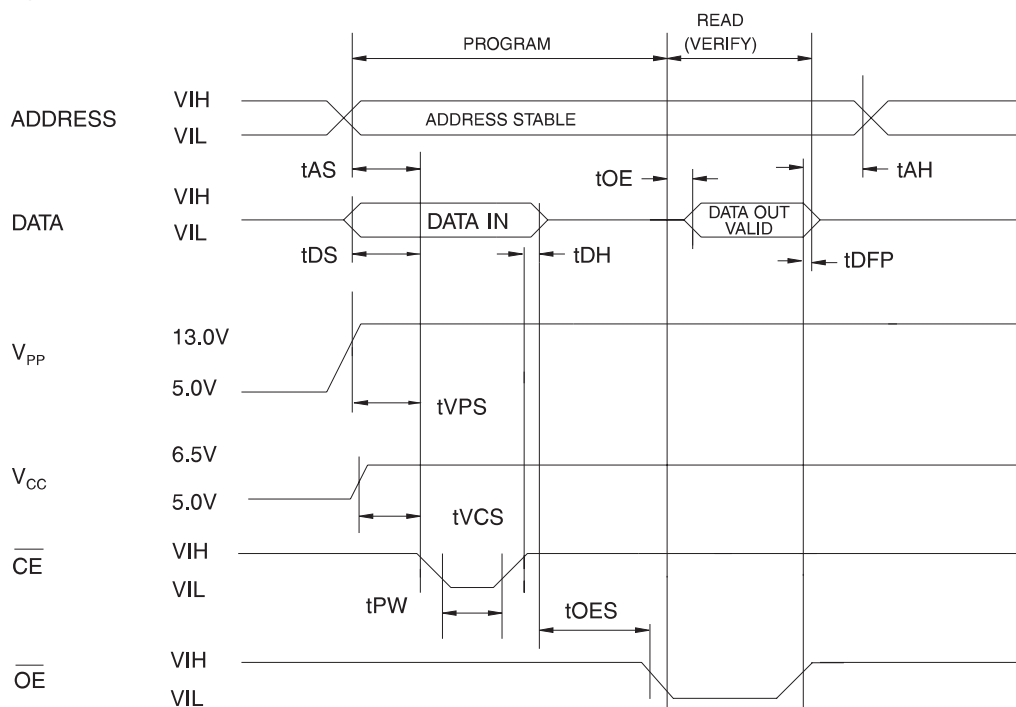 READ
(VERIFY)
PROGRAM
ADDRESS
VIH
VIL
ADDRESS STABLE
tAS
tOE
tAH
DATA
VIH
VIL
DATA IN
DATA OUT
VALID
tDS
tDH
tDFP
VPP
13.0V
5.0V
tVPS
VCC
6.5V
5.0V
tVCS
CE
VIH
VIL
tPW
tOES
OE
VIH
VIL